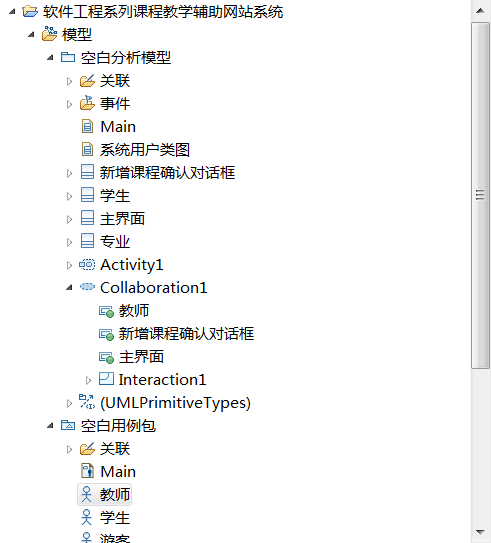 软件工程系列课程教学辅助网站系统
模型
空白分析模型
关联
事件
Main
系统用户类图
新增课程确认对话框
学生
主界面
专业
Activity1
Collaboration1
教师
新增课程确认对话框
主界面
Interaction1
(UMLPrimitiveTypes)
空白用例包
关联
Main
教师
学生
游客